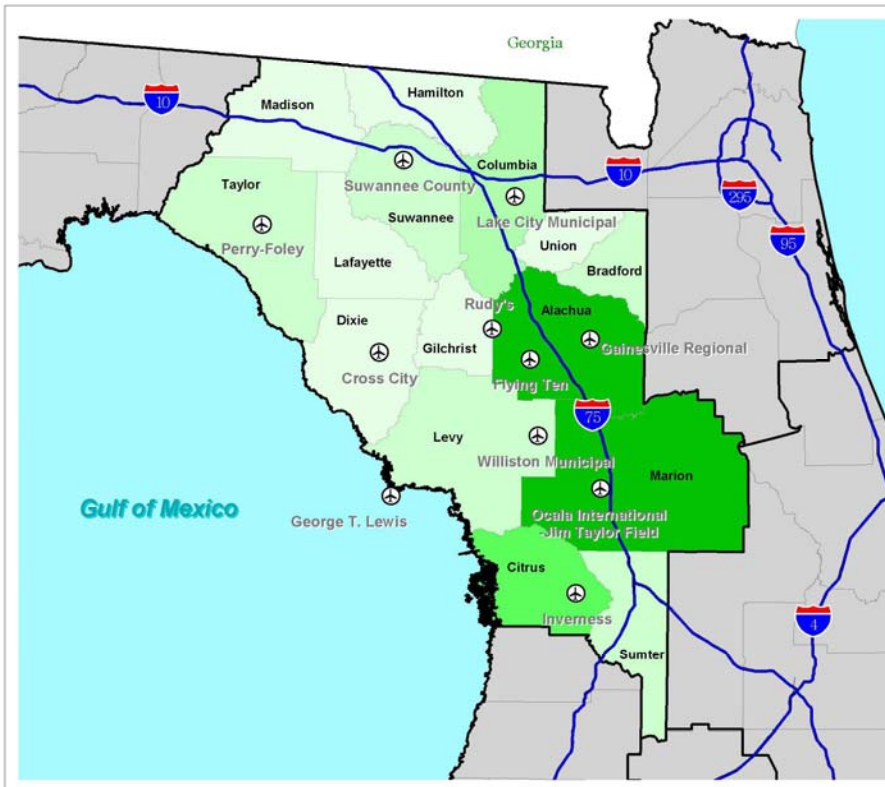 Georgia
Hamilton
Madison
10
Columbia
10
Suwannee County
Taylor
295
Suwannee
Lake City Municipal
95
Union
Perry-Foley
Lafayette
Bradford
Rudy's
Alachua
Dixie
Gilchrist
Gainesville Regional
Cross City
Flying Ten
75
Levy
Williston Municipal
Marion
Gulf of Mexico
George T. Lewis
Ocala International
-Jim Taylor Field
Citrus
Inverness
4
Sumter